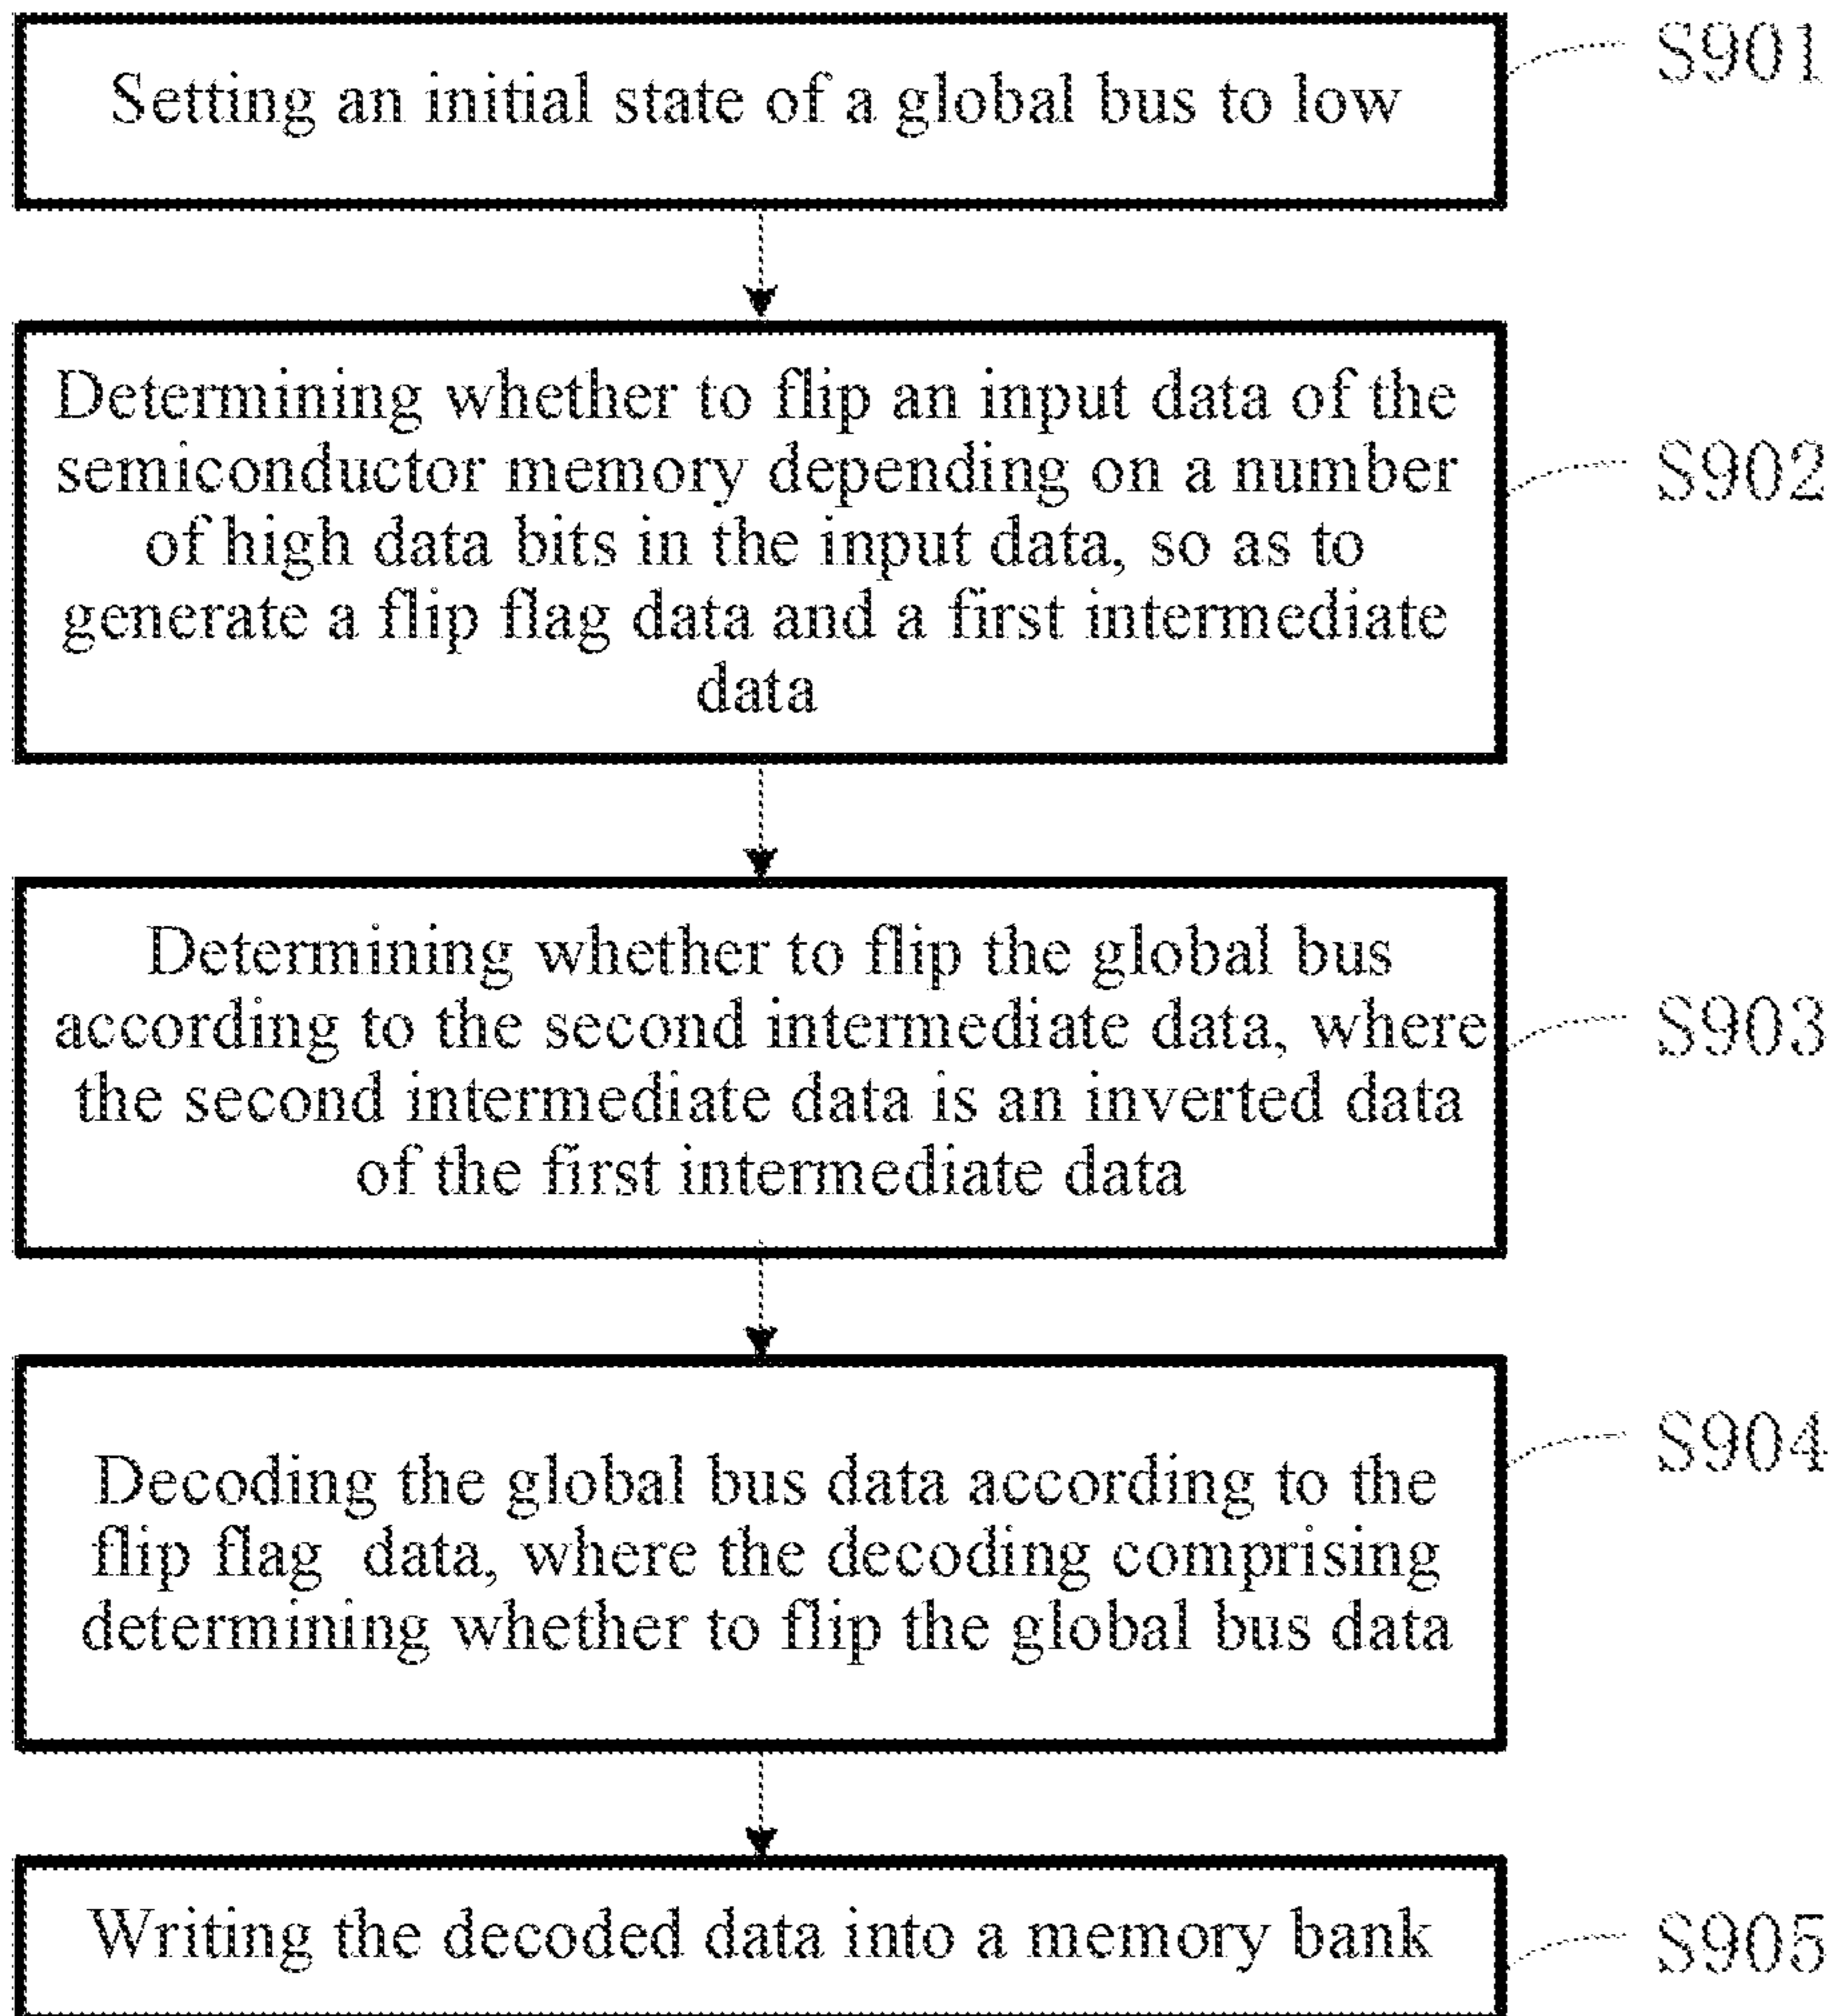 Setting an initial state of a global bus to low
S901
Determining whether to flip an input data of the
semiconductor memory depending on a number
of high data bits in the input data, so as to
generate a flip flag data and a first intermediate
data
S902
Determining whether to flip the global bus
according to the second intermediate data, where
the second intermediate data is an inverted data
of the first intermediate data
S903
Decoding the global bus data according to the
flip flag data, where the decoding comprising
determining whether to flip the global bus data
S904
Writing the decoded data into a memory bank
S905